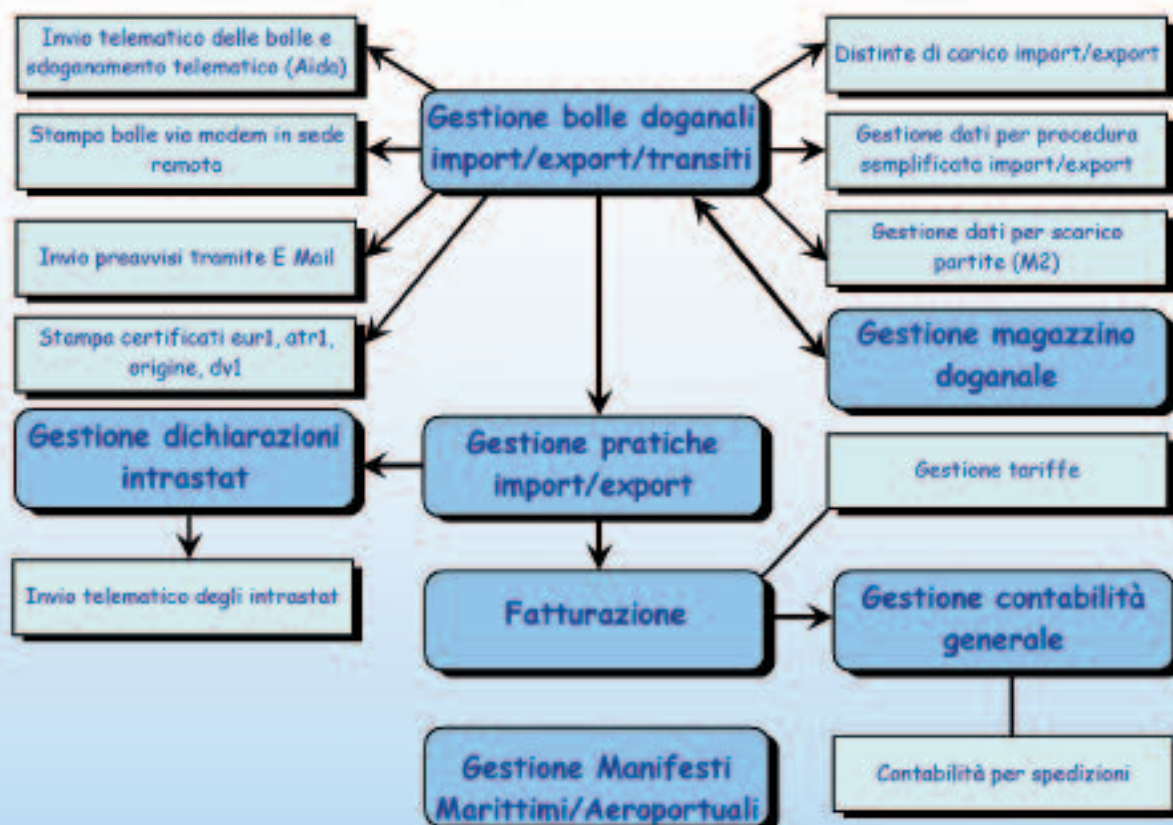 Invio telematico delle bolle e
sdoganamento telematico (Aida)
Distinte di carico import/export
Gestione bolle doganali
import/export/transiti
Stampa bolle via modem in sede
remota
Gestione dati per procedura
semplificata import/export
Invio preavvisi tramite E Mail
Gestione dati per scarico
partite (M2)
Stampa certificati eur1, atr1,
origine, dv1
Gestione magazzino
doganale
Gestione dichiarazioni
intrastat
Gestione pratiche
import/export
Gestione tariffe
Invio telematico degli intrastat
Fatturazione
Gestione contabilità
generale
Gestione Manifesti
Marittimi/Aeroportuali
Contabilità per spedizioni